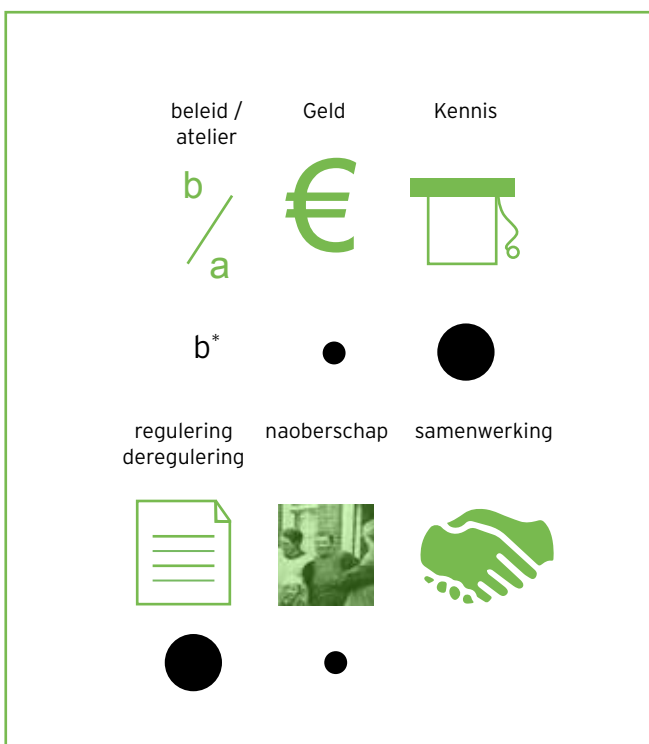 beleid /
atelier
Geld
Kennis
b
/
a
€
b*
regulering
deregulering
naoberschap
samenwerking